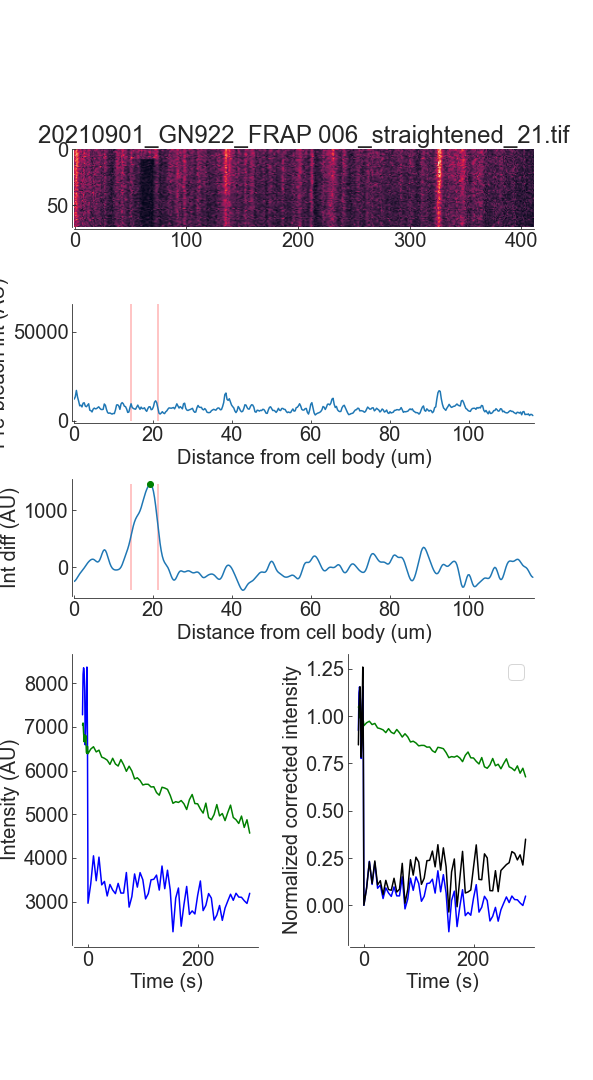 20210901_GN922_FRAP 006_straightened_21.tif
0
50
0 100 200 300 400
50000
0
0 20 40 60 80 100
Distance from cell body (um)
Int diff (AU)
1000
0
0 20 40 60 80 100
Distance from cell body (um)
Intensity (AU)
8000
7000
6000
5000
4000
3000
0 200
Time (s)
Normalized corrected intensity
1.25
1.00
0.75
0.50
0.25
0.00
0 200
Time (s)